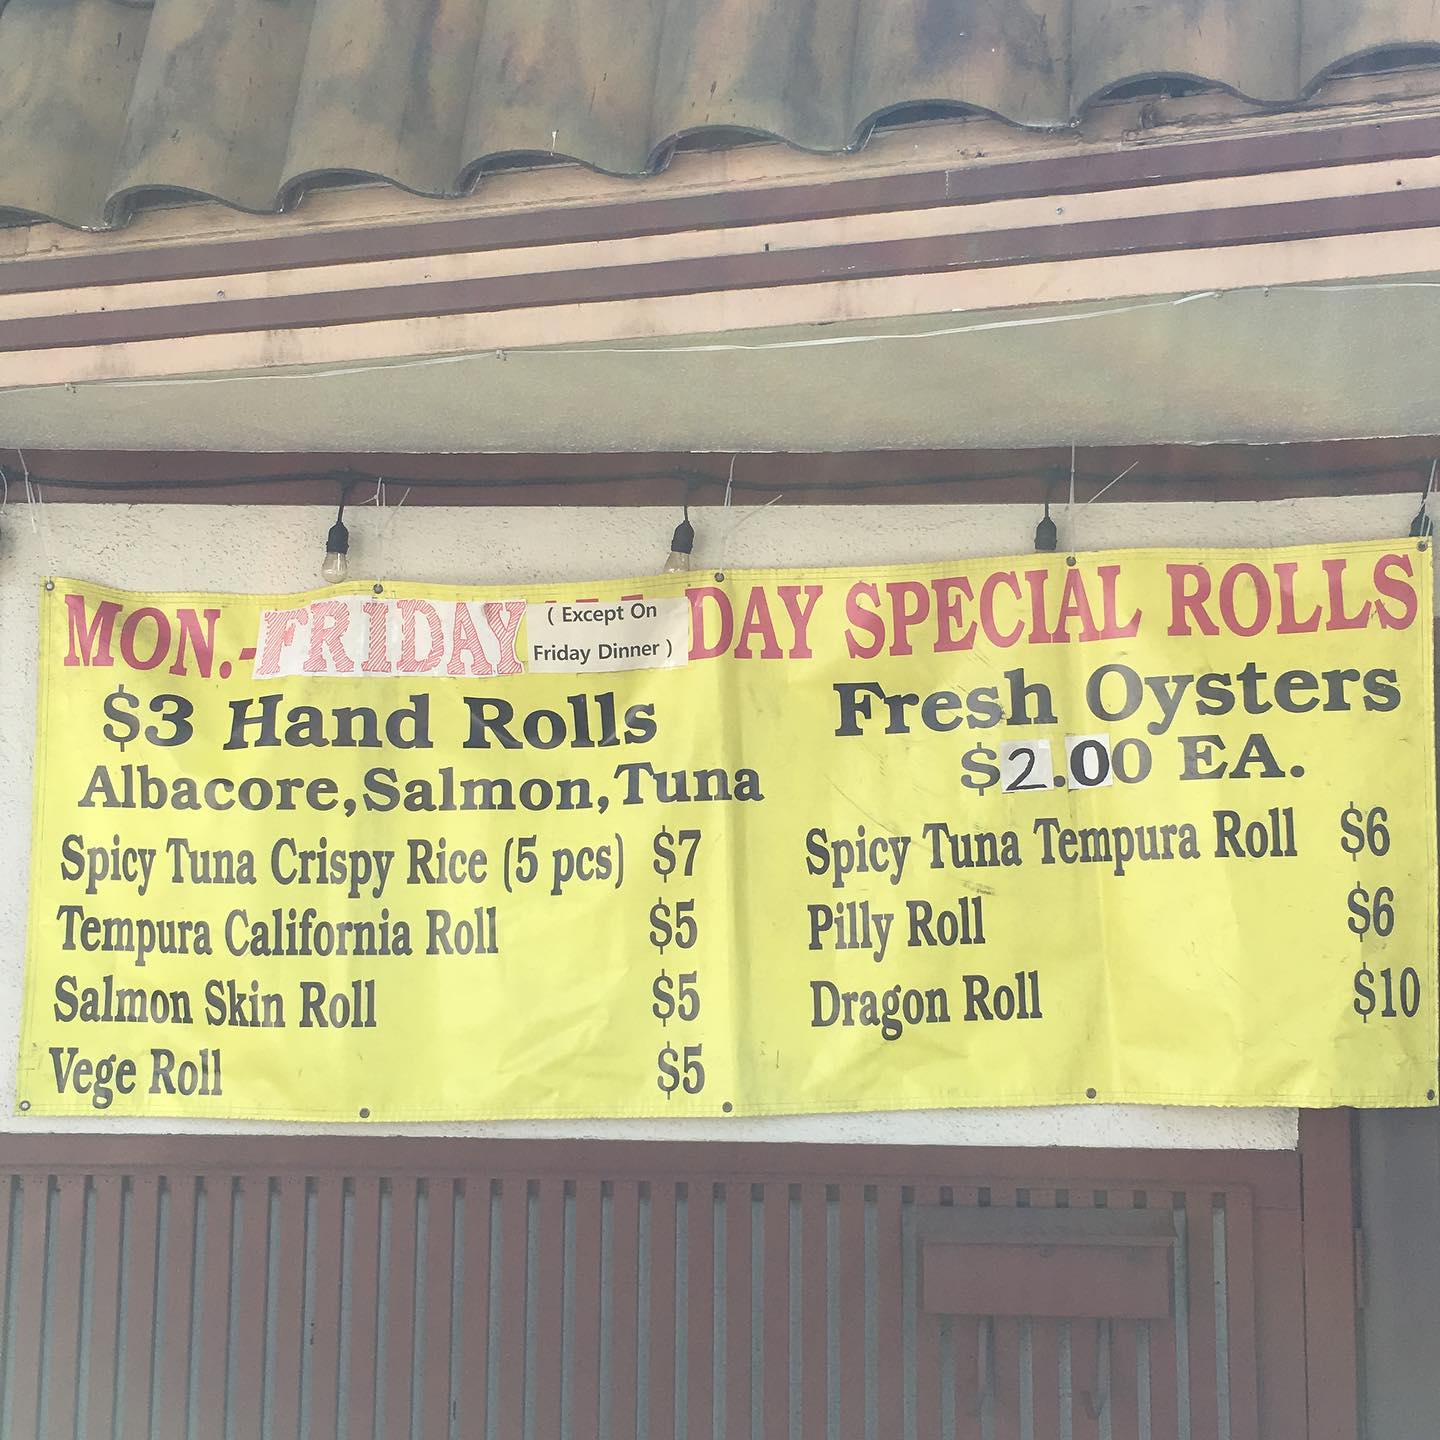 MON.-FRIDAY ( Except On Friday Dinner ) DAY SPECIAL ROLLS
$3 Hand Rolls
Albacore,Salmon,Tuna
Spicy Tuna Crispy Rice (5 pcs) $7
Tempura California Roll $5
Salmon Skin Roll $5
Vege Roll $5
Fresh Oysters
$2.00 EA.
Spicy Tuna Tempura Roll $6
Pilly Roll $6
Dragon Roll $10